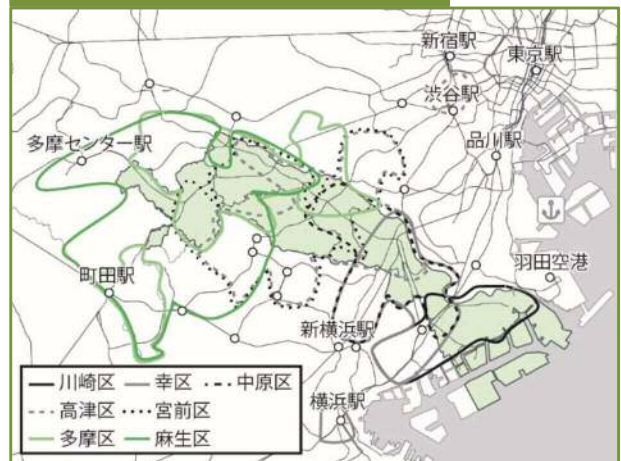 新宿駅
東京駅
渋谷駅
多摩センター駅
品川駅
羽田空港
町田駅
新横浜駅
横浜駅
川崎区 幸区 中原区
高津区 宮前区
多摩区 麻生区